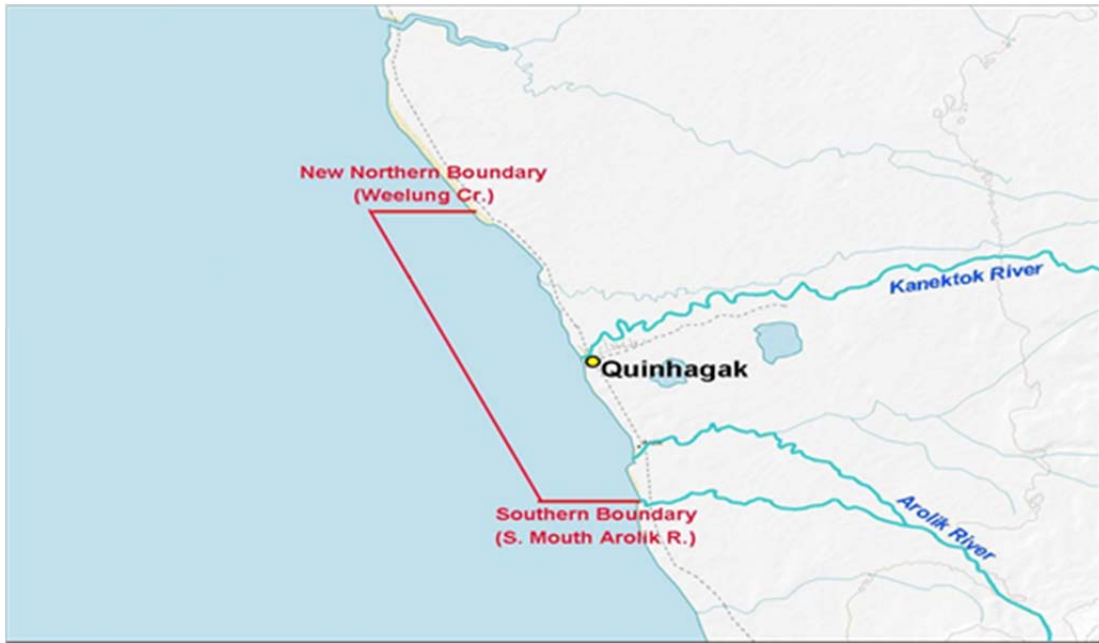 New Northern Boundary
(Weelung Cr.)
Kanektok River
Quinhagak
Southern Boundary
(S. Mouth Arolik R.)
Arolik River